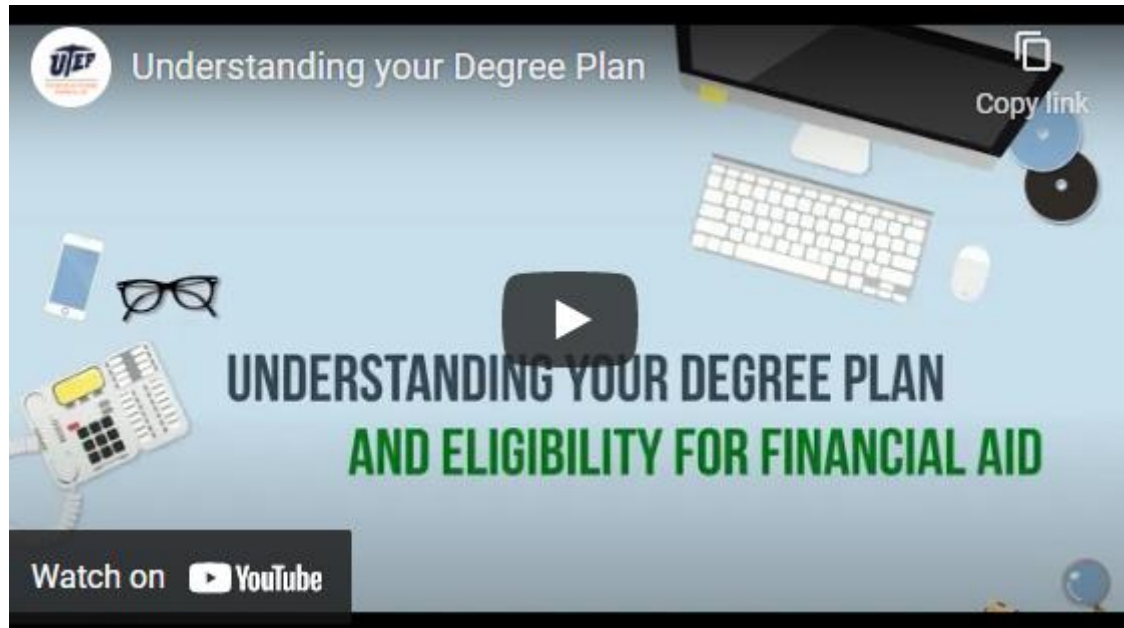 UTEP
Understanding your Degree Plan
Copy link
UNDERSTANDING YOUR DEGREE PLAN
AND ELIGIBILITY FOR FINANCIAL AID
Watch on YouTube